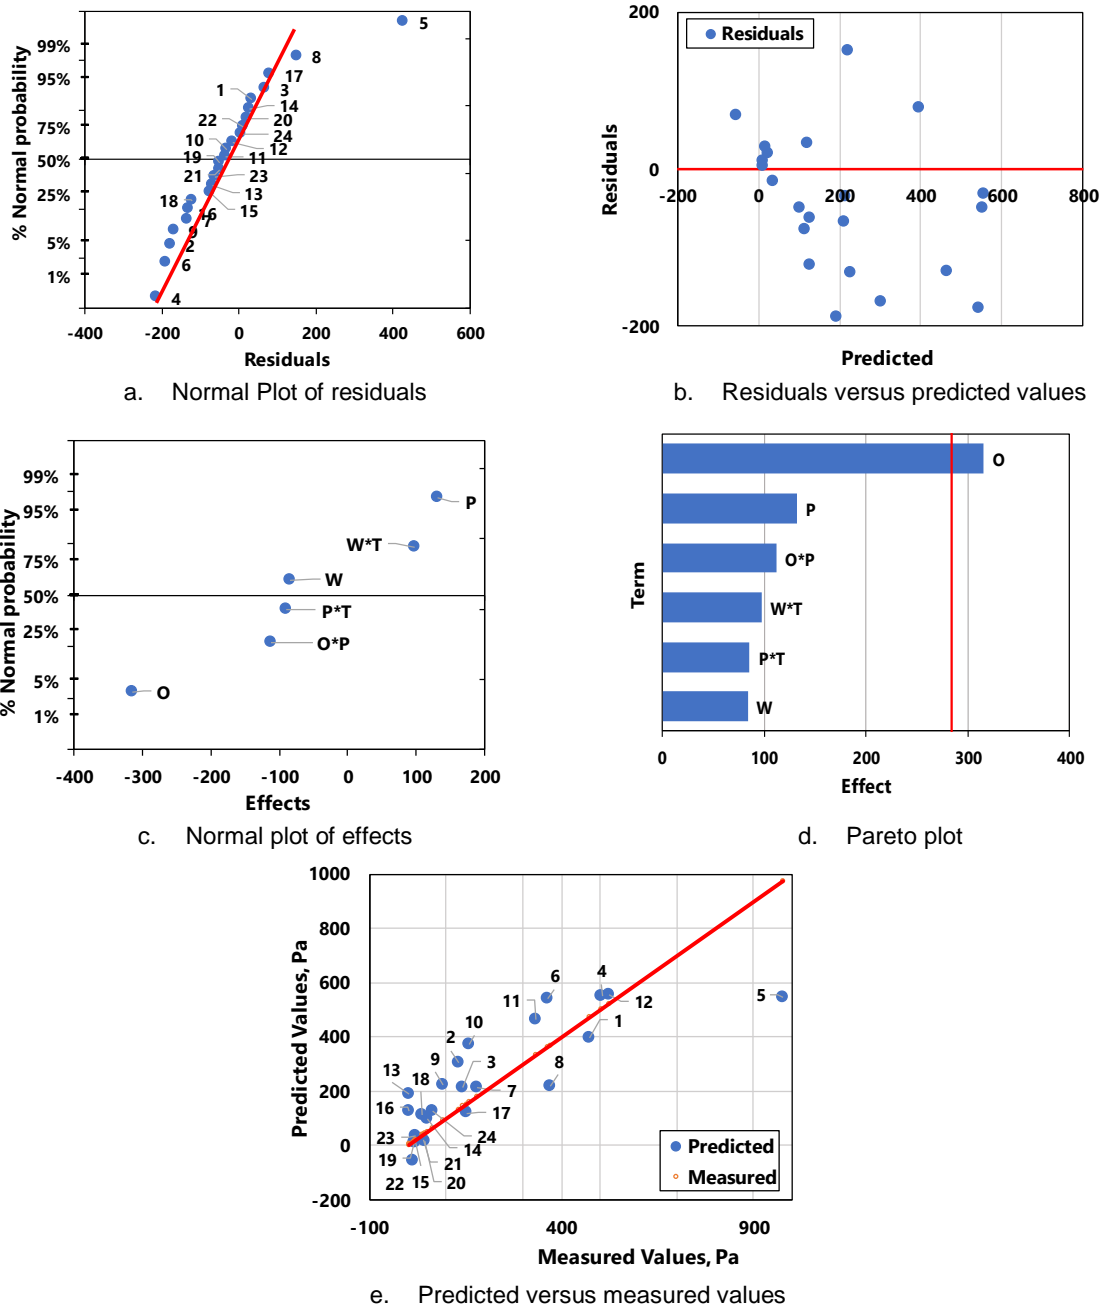 % Normal probability
99%
95%
75%
50%
25%
5%
1%
5
8
17
1
3
14
22
20
10
24
12
19
11
21
23
13
18
15
16
7
9
2
6
4
-400 -200 0 200 400 600
Residuals
a. Normal Plot of residuals
Residuals
200
0
-200
Residuals
-200 0 200 400 600 800
Predicted
b. Residuals versus predicted values
% Normal probability
99%
95%
75%
50%
25%
5%
1%
P
W*T
W
P*T
O*P
O
-400 -300 -200 -100 0 100 200
Effects
c. Normal plot of effects
Term
O
P
O*P
W*T
P*T
W
0 100 200 300 400
Effect
d. Pareto plot
Predicted Values, Pa
1000
800
600
400
200
0
-200
6
4
5
11
12
10
1
2
9
3
8
13
18
7
16
17
23
24
14
19
21
22
15
20
Predicted
Measured
-100 400 900
Measured Values, Pa
e. Predicted versus measured values